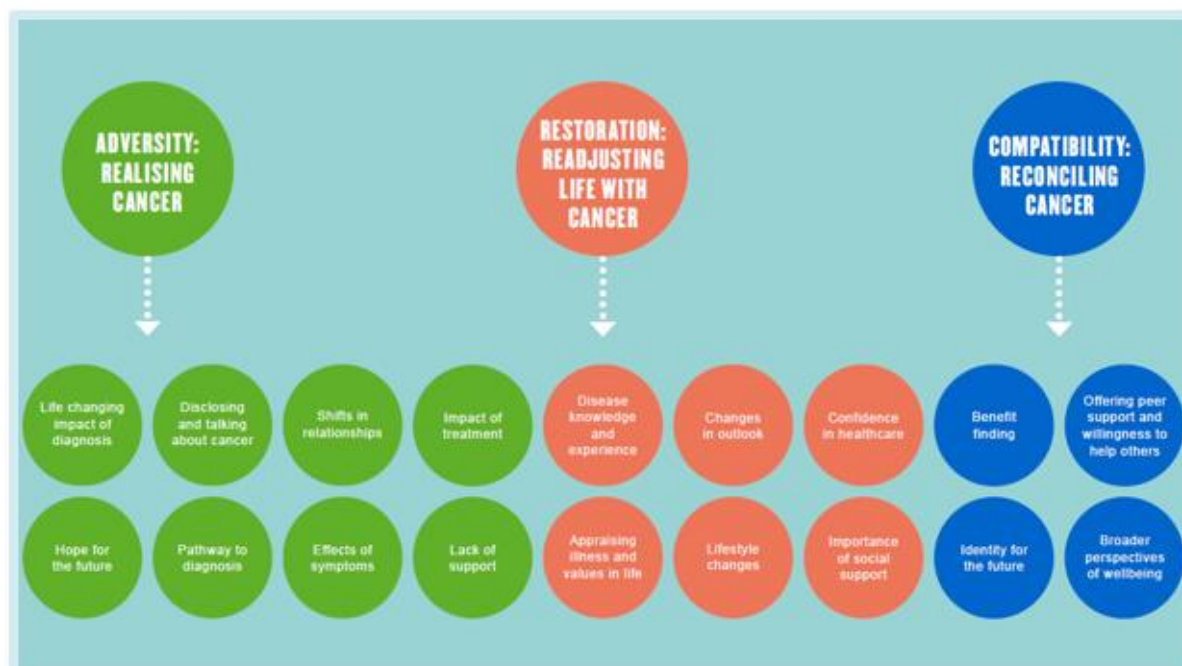 ADVERSITY:
REALISING
CANCER
RESTORATION:
READJUSTING
LIFE WITH
CANCER
COMPATIBILITY:
RECONCILING
CANCER
Life changing
impact of
diagnosis
Disclosing
and talking
about cancer
Shifts in
relationships
Impact of
treatment
Disease
knowledge
and
experience
Changes
in outlook
Confidence
in healthcare
Benefit
finding
Offering peer
support and
willingness to
help others
Hope for
the future
Pathway to
diagnosis
Effects of
symptoms
Lack of
support
Appraising
illness and
values in life
Lifestyle
changes
Importance
of social
support
Identity for
the future
Broader
perspectives
of wellbeing